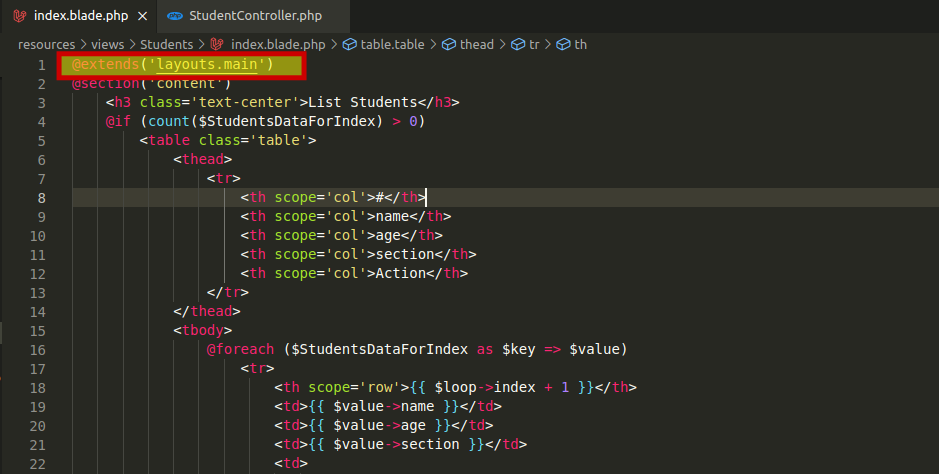 index.blade.php × StudentController.php
resources > views > Students > index.blade.php > table.table > thead > tr > th
1 @extends('layouts.main')
2 @section('content')
3 <h3 class='text-center'>List Students</h3>
4 @if (count($StudentsDataForIndex) > 0)
5 <table class='table'>
6 <thead>
7 <tr>
8 <th scope='col'>#</th>
9 <th scope='col'>name</th>
10 <th scope='col'>age</th>
11 <th scope='col'>section</th>
12 <th scope='col'>Action</th>
13 </tr>
14 </thead>
15 <tbody>
16 @foreach ($StudentsDataForIndex as $key => $value)
17 <tr>
18 <th scope='row'>{{ $loop->index + 1 }}</th>
19 <td>{{ $value->name }}</td>
20 <td>{{ $value->age }}</td>
21 <td>{{ $value->section }}</td>
22 <td>